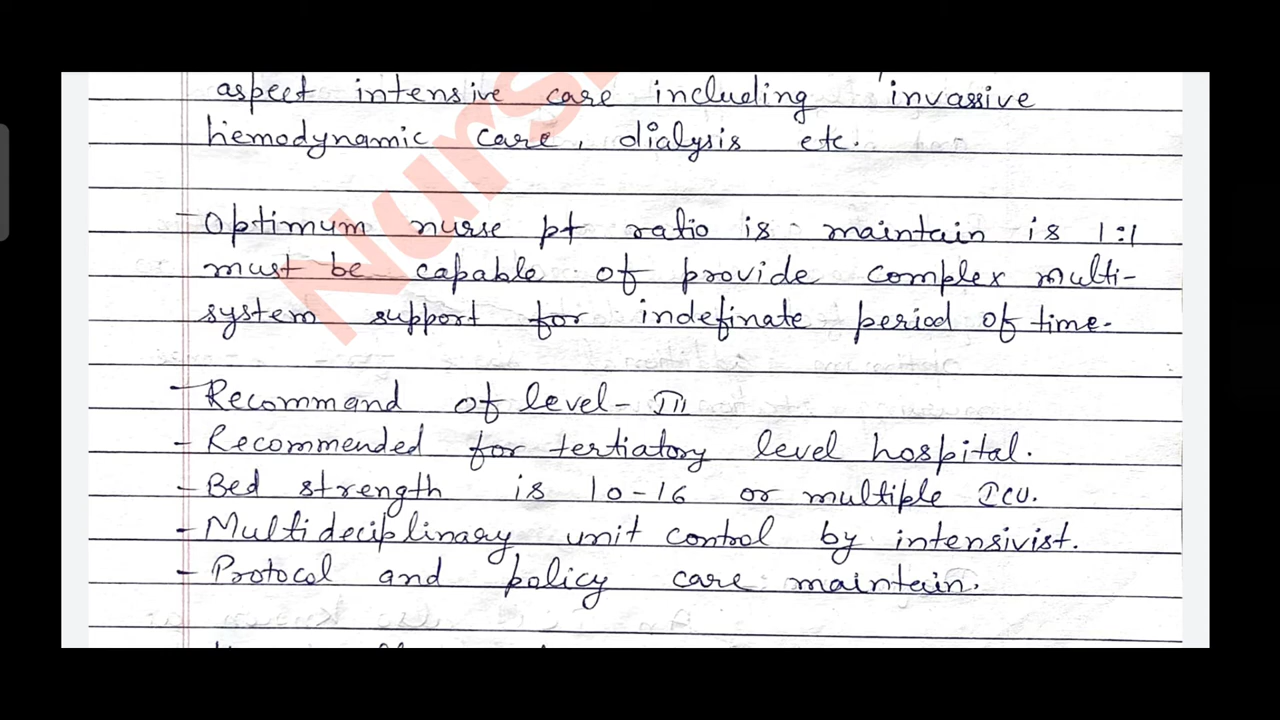 aspect intensive care including invassive
hemodynamic care, dialysis etc.
- Optimum nurse pt ratio is maintain is 1:1
must be capable of provide complex multi-
system support for indefinate period of time.
- Recommand of level - III
- Recommended for tertiatory level hospital.
- Bed strength is 10-16 or multiple ICU.
- Multideciplinary unit control by intensivist.
- Protocol and policy care maintain.
Nurs